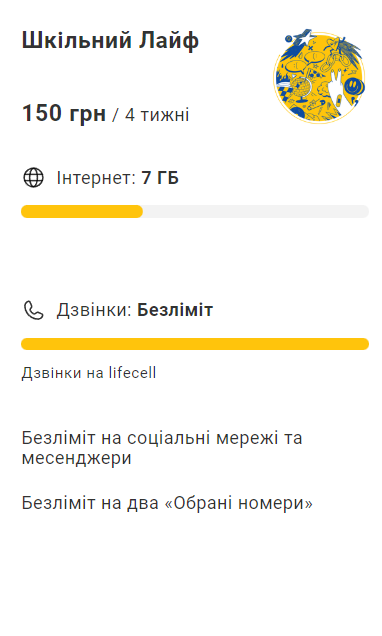 Шкільний Лайф
150 грн / 4 тижні
Інтернет: 7 ГБ
Дзвінки: Безліміт
Дзвінки на lifecell
Безліміт на соціальні мережі та
месенджери
Безліміт на два «Обрані номери»